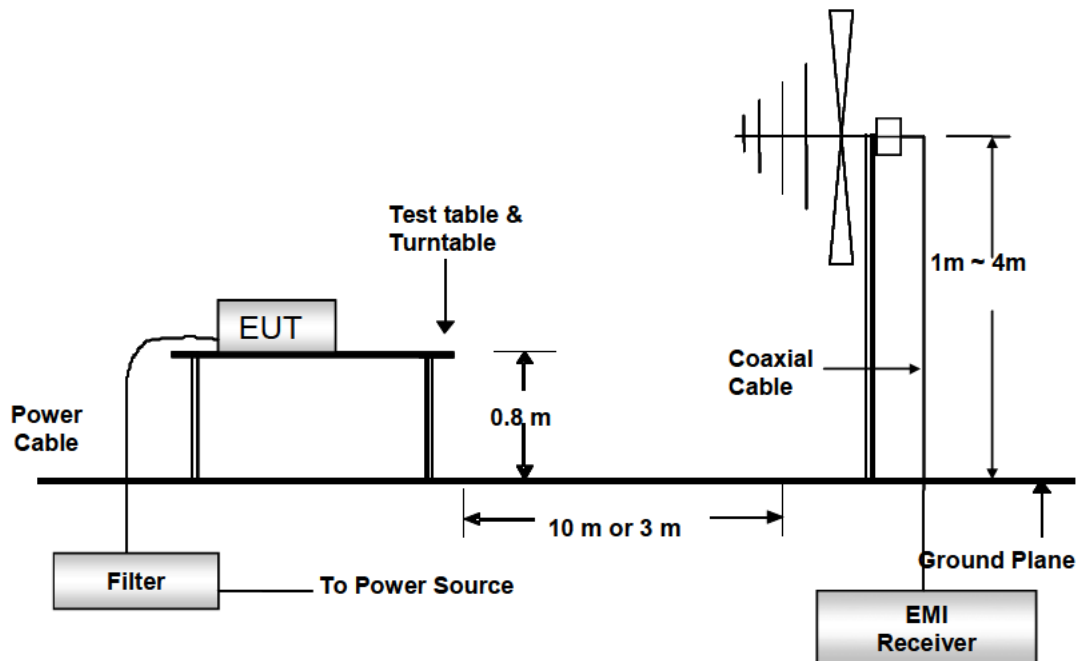 Test table &
Turntable
EUT
1m ~ 4m
Coaxial
Cable
0.8 m
Power
Cable
10 m or 3 m
Ground Plane
Filter
To Power Source
EMI
Receiver